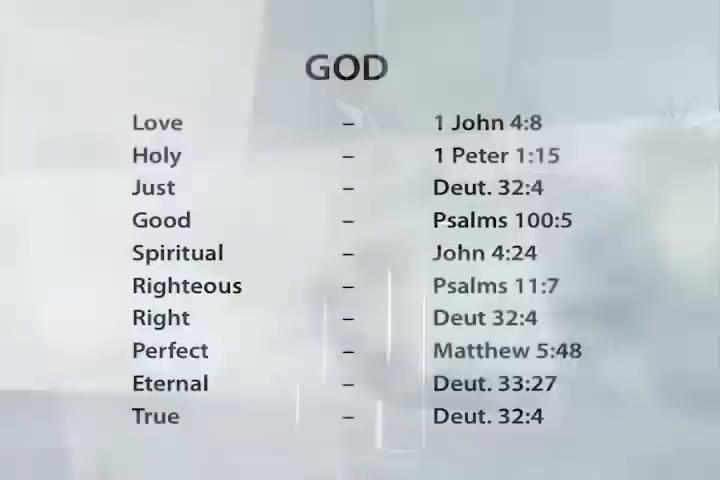 GOD
Love – 1 John 4:8
Holy – 1 Peter 1:15
Just – Deut. 32:4
Good – Psalms 100:5
Spiritual – John 4:24
Righteous – Psalms 11:7
Right – Deut 32:4
Perfect – Matthew 5:48
Eternal – Deut. 33:27
True – Deut. 32:4